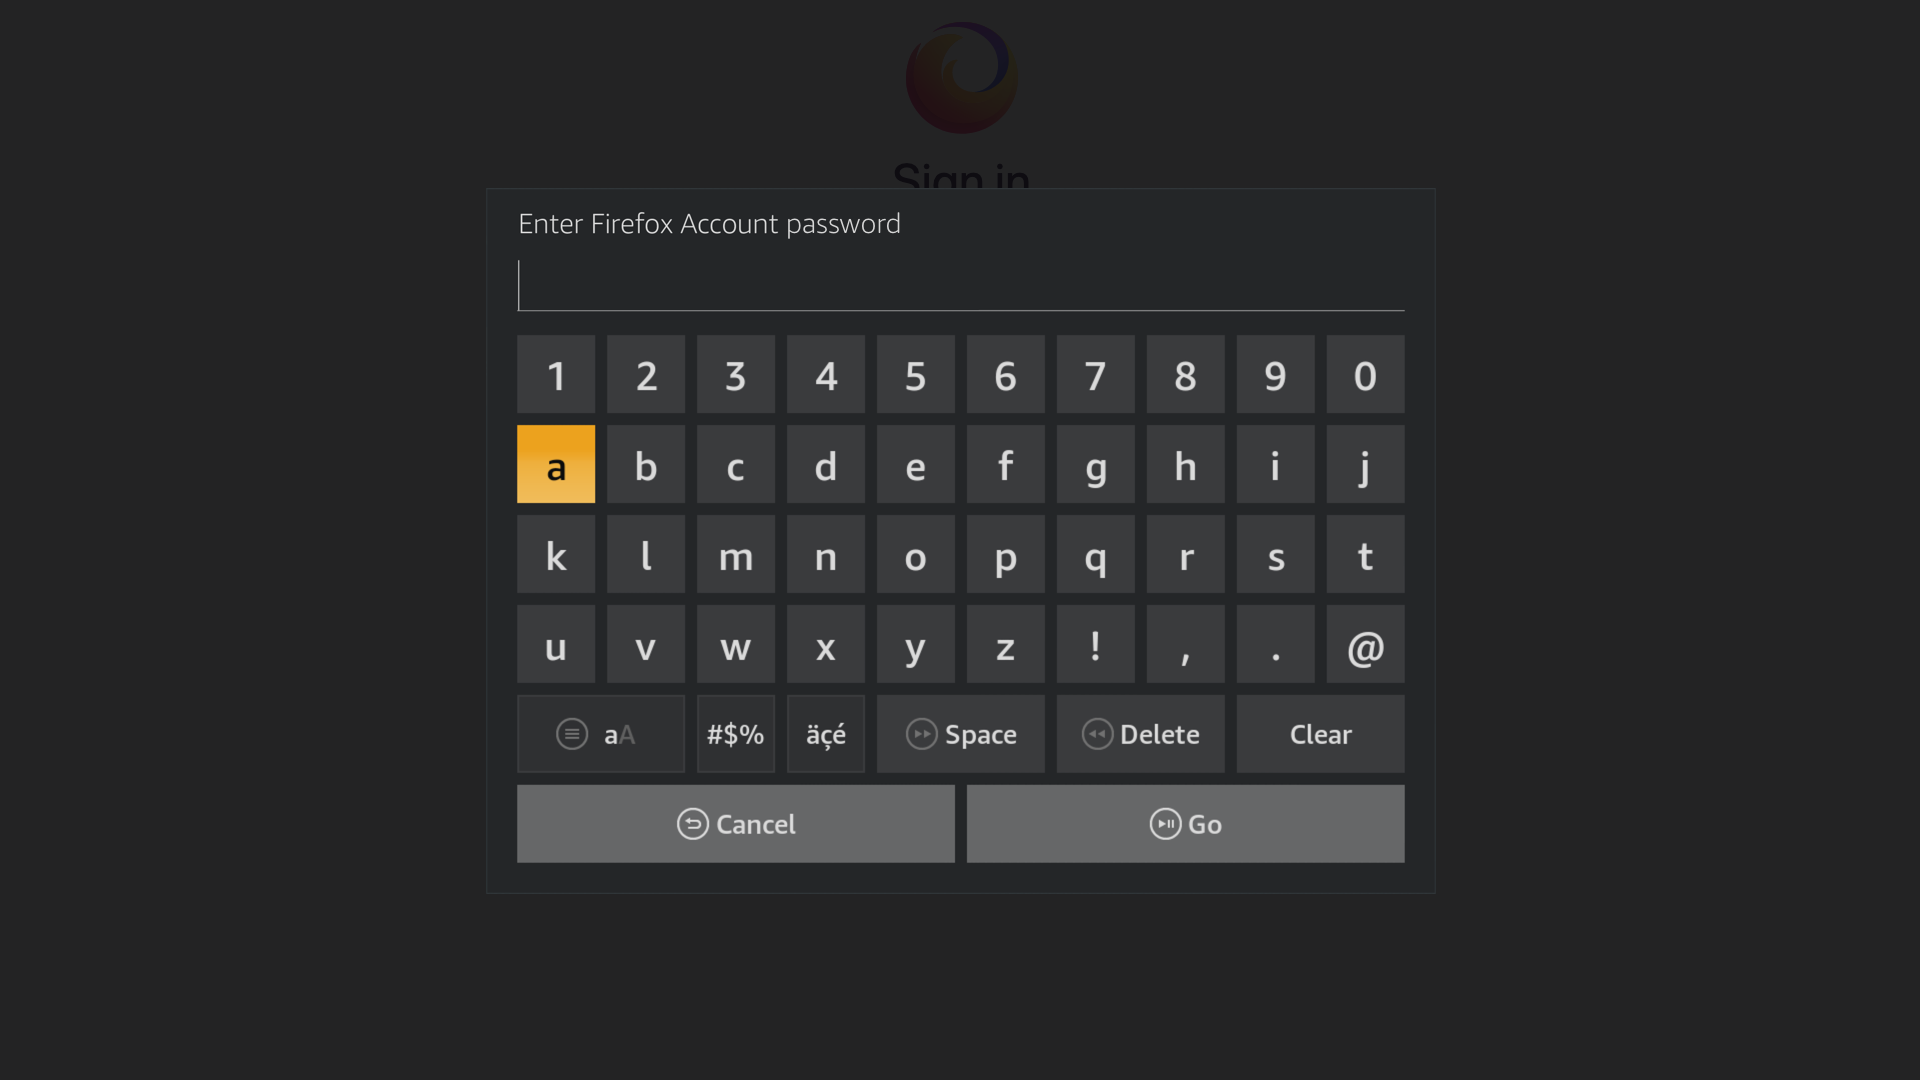 Sign in
Enter Firefox Account password
1 2 3 4 5 6 7 8 9 0
a b c d e f g h i j
k l m n o p q r s t
u v w x y z ! , . @
aA #$% äçé Space Delete Clear
Cancel Go